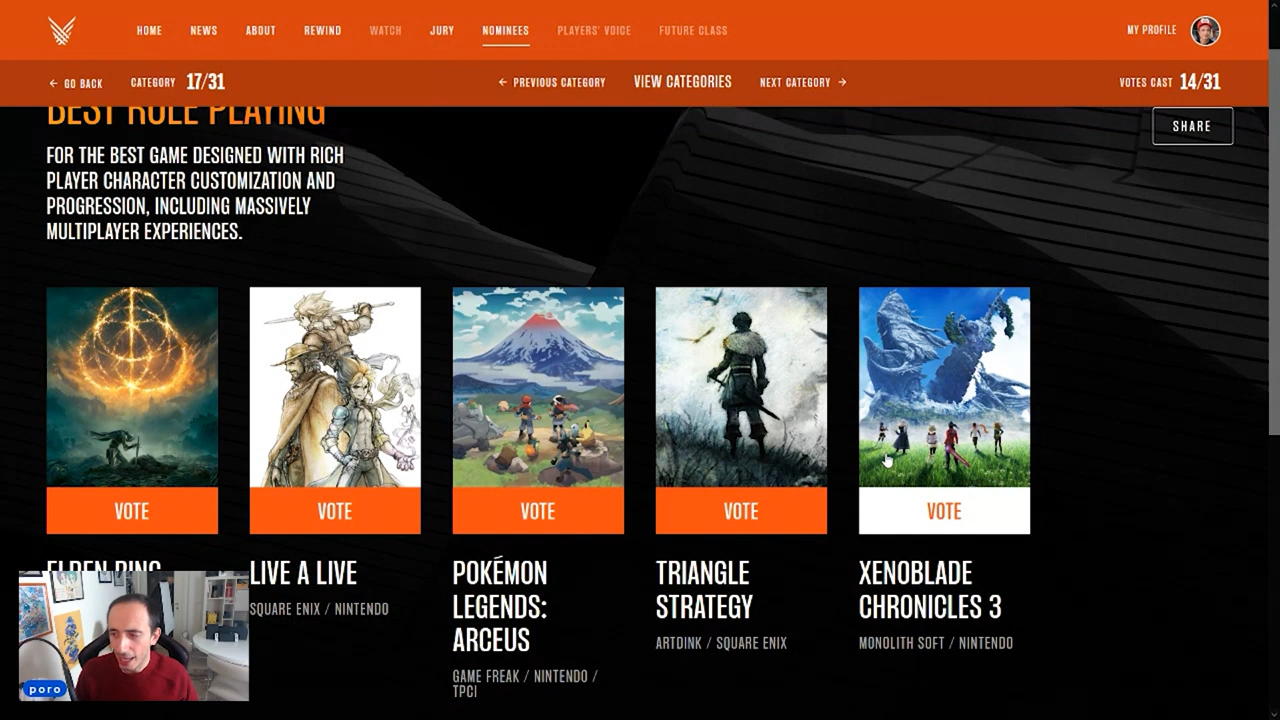 HOME NEWS ABOUT REWIND WATCH JURY NOMINEES PLAYERS' VOICE FUTURE CLASS MY PROFILE
← GO BACK CATEGORY 17/31 ← PREVIOUS CATEGORY VIEW CATEGORIES NEXT CATEGORY → VOTES CAST 14/31
BEST ROLE PLAYING
SHARE
FOR THE BEST GAME DESIGNED WITH RICH
PLAYER CHARACTER CUSTOMIZATION AND
PROGRESSION, INCLUDING MASSIVELY
MULTIPLAYER EXPERIENCES.
VOTE VOTE VOTE VOTE VOTE
ELDEN RING
LIVE A LIVE
SQUARE ENIX / NINTENDO
POKÉMON
LEGENDS:
ARCEUS
GAME FREAK / NINTENDO /
TPCI
TRIANGLE
STRATEGY
ARTDINK / SQUARE ENIX
XENOBLADE
CHRONICLES 3
MONOLITH SOFT / NINTENDO
poro